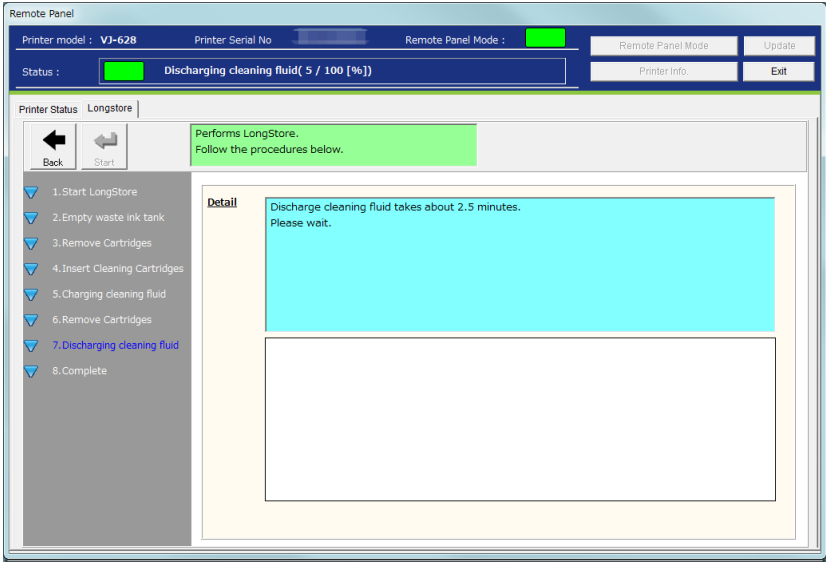 Remote Panel
Printer model : VJ-628 Printer Serial No Remote Panel Mode :
Remote Panel Mode Update
Status : Discharging cleaning fluid( 5 / 100 [%])
Printer Info. Exit
Printer Status Longstore
Back Start
Performs LongStore.
Follow the procedures below.
1.Start LongStore
2.Empty waste ink tank
3.Remove Cartridges
4.Insert Cleaning Cartridges
5.Charging cleaning fluid
6.Remove Cartridges
7.Discharging cleaning fluid
8.Complete
Detail
Discharge cleaning fluid takes about 2.5 minutes.
Please wait.